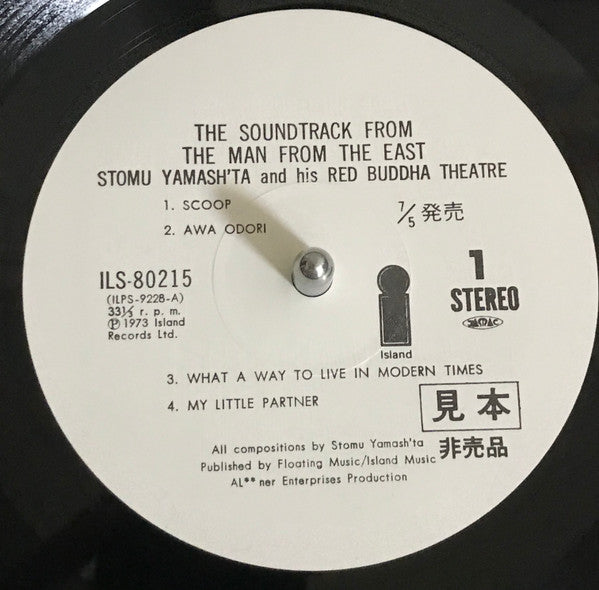 THE SOUNDTRACK FROM
THE MAN FROM THE EAST
STOMU YAMASH'TA and his RED BUDDHA THEATRE
1. SCOOP
2. AWA ODORI
7/5 発売
ILS-80215
(ILPS-9228-A)
33⅓ r. p. m.
Ⓟ 1973 Island
Records Ltd.
Island
1
STEREO
3. WHAT A WAY TO LIVE IN MODERN TIMES
4. MY LITTLE PARTNER
見本
非売品
All compositions by Stomu Yamash'ta
Published by Floating Music/Island Music
AL** ner Enterprises Production